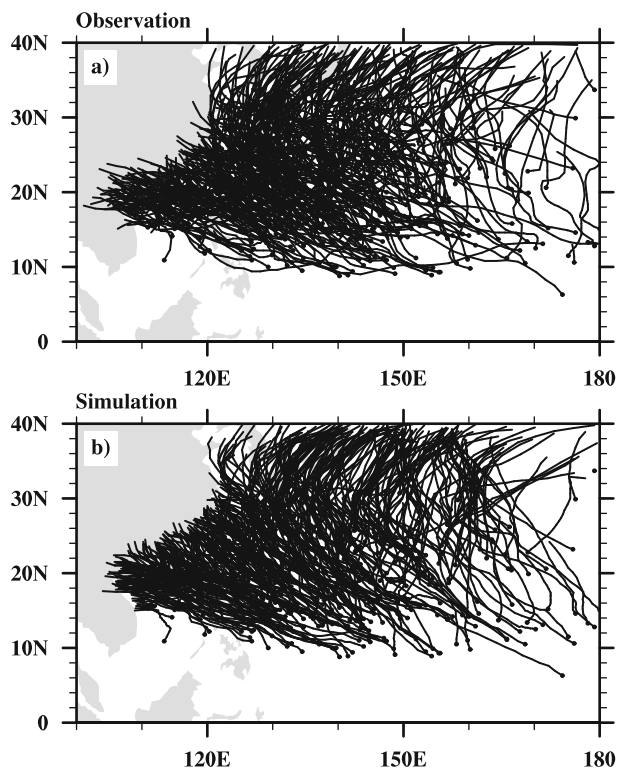 Observation
40N
a)
30N
20N
10N
0
120E 150E 180
Simulation
40N
b)
30N
20N
10N
0
120E 150E 180